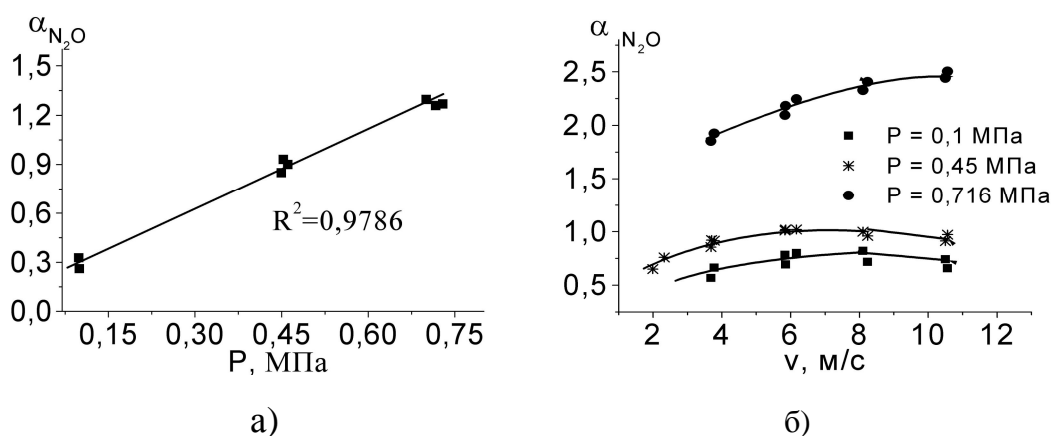 α N₂O
1,5
1,2
0,9
0,6
0,3
0,0
R²=0,9786
0,15 0,30 0,45 0,60 0,75
P, МПа
а)
α N₂O
2,5
2,0
1,5
1,0
0,5
P = 0,1 МПа
P = 0,45 МПа
P = 0,716 МПа
2 4 6 8 10 12
v, м/с
б)